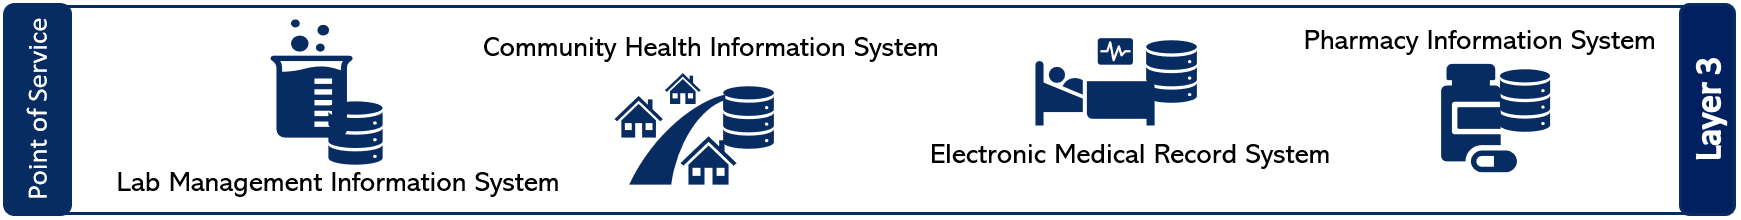 Point of Service
Lab Management Information System
Community Health Information System
Electronic Medical Record System
Pharmacy Information System
Layer 3